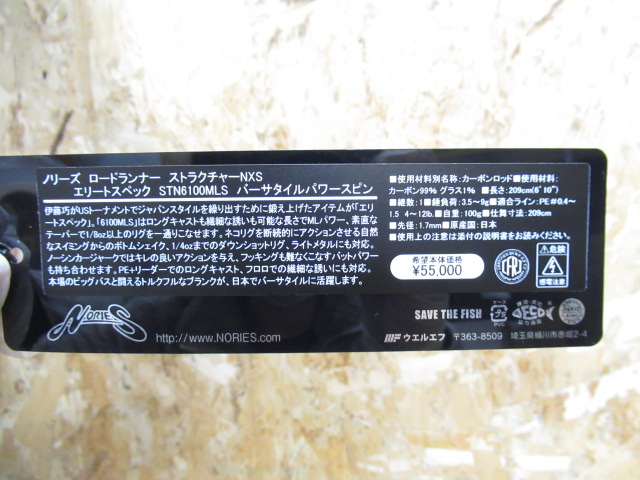 ノリーズ ロードランナー ストラクチャーNXS
エリートスペック STN6100MLS バーサタイルパワースピン
伊藤巧がUSトーナメントでジャパンスタイルを繰り出すために鍛え上げたアイテムが「エリ
ートスペック」。「6100MLS」はロングキャストも繊細な誘いも可能な長さでMLパワー、素直な
テーパーで1/8oz以上のリグを一通りこなせます。ネコリグを断続的にアクションさせる自然
なスイミングからのボトムシェイク、1/4ozまでのダウンショットリグ、ライトメタルにも対応。
ノーシンカージャークではキレの良いアクションを与え、フッキングも難なくこなすバットパワー
も持ち合わせます。PE+リーダーでのロングキャスト、フロロでの繊細な誘いにも対応。
本場のビッグバスと闘えるトルクフルなブランクが、日本でバーサタイルに活躍します。
■使用材料別名称:カーボンロッド■使用材料:
カーボン99% グラス1% ■長さ:209cm(6'10")
■継数:1■錘負荷:3.5~9g■適合ライン:PE#0.4~
1.5 4~12lb.■自重:100g■仕舞寸法:209cm
■先径:1.7mm■原産国:日本
■使用上の注意は添付の説明書をお読みください。
希望本体価格
¥55,000
危険
感電注意
NORIES
http://www.NORIES.com
SAVE THE FISH
ケース
PVC
ウエルエフ 〒363-8509 埼玉県桶川市赤堀2-4